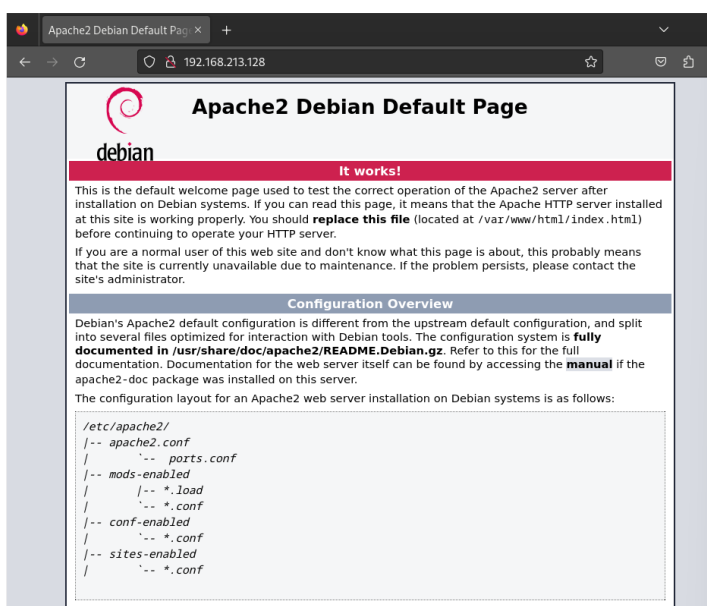 Apache2 Debian Default Pag
192.168.213.128
Apache2 Debian Default Page
debian
It works!
This is the default welcome page used to test the correct operation of the Apache2 server after
installation on Debian systems. If you can read this page, it means that the Apache HTTP server installed
at this site is working properly. You should replace this file (located at /var/www/html/index.html)
before continuing to operate your HTTP server.
If you are a normal user of this web site and don't know what this page is about, this probably means
that the site is currently unavailable due to maintenance. If the problem persists, please contact the
site's administrator.
Configuration Overview
Debian's Apache2 default configuration is different from the upstream default configuration, and split
into several files optimized for interaction with Debian tools. The configuration system is fully
documented in /usr/share/doc/apache2/README.Debian.gz. Refer to this for the full
documentation. Documentation for the web server itself can be found by accessing the manual if the
apache2-doc package was installed on this server.
The configuration layout for an Apache2 web server installation on Debian systems is as follows:
/etc/apache2/
|-- apache2.conf
|       `--  ports.conf
|-- mods-enabled
|       |-- *.load
|       `-- *.conf
|-- conf-enabled
|       `-- *.conf
|-- sites-enabled
|       `-- *.conf